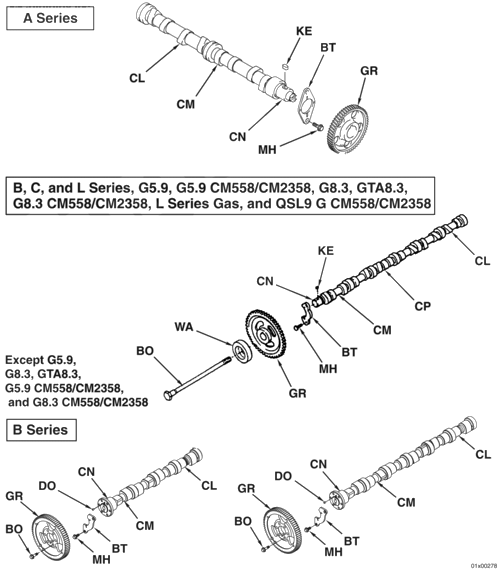 A Series
KE
BT
GR
CL
CM
CN
MH
B, C, and L Series, G5.9, G5.9 CM558/CM2358, G8.3, GTA8.3,
G8.3 CM558/CM2358, L Series Gas, and QSL9 G CM558/CM2358
KE
CL
CN
CP
CM
WA
BT
BO
MH
GR
Except G5.9,
G8.3, GTA8.3,
G5.9 CM558/CM2358,
and G8.3 CM558/CM2358
B Series
CN
DO
CL
GR
CM
BO
BT
MH
CL
CN
DO
GR
CM
BO
BT
MH
01x00278